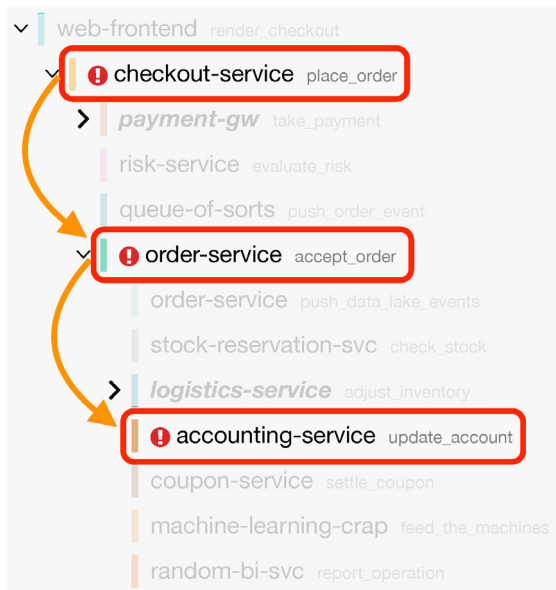 web-frontend render_checkout
checkout-service place_order
payment-gw take_payment
risk-service evaluate_risk
queue-of-sorts push_order_event
order-service accept_order
order-service push_data_lake_events
stock-reservation-svc check_stock
logistics-service adjust_inventory
accounting-service update_account
coupon-service settle_coupon
machine-learning-crap feed_the_machines
random-bi-svc report_operation